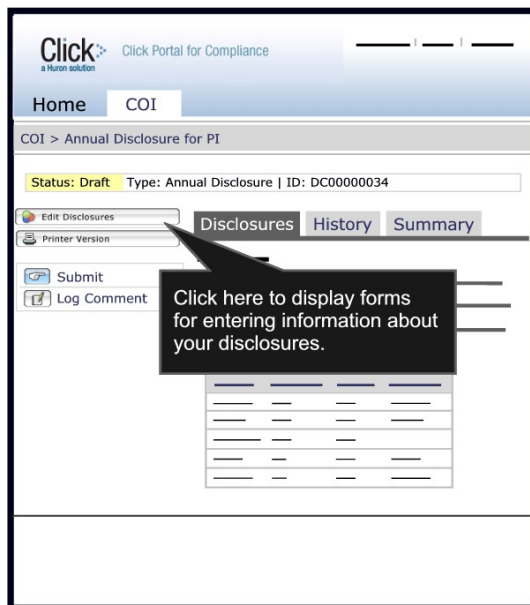 Click
a Huron solution
Click Portal for Compliance
Home COI
COI > Annual Disclosure for PI
Status: Draft Type: Annual Disclosure | ID: DC00000034
Edit Disclosures
Printer Version
Disclosures History Summary
Submit
Log Comment
Click here to display forms
for entering information about
your disclosures.